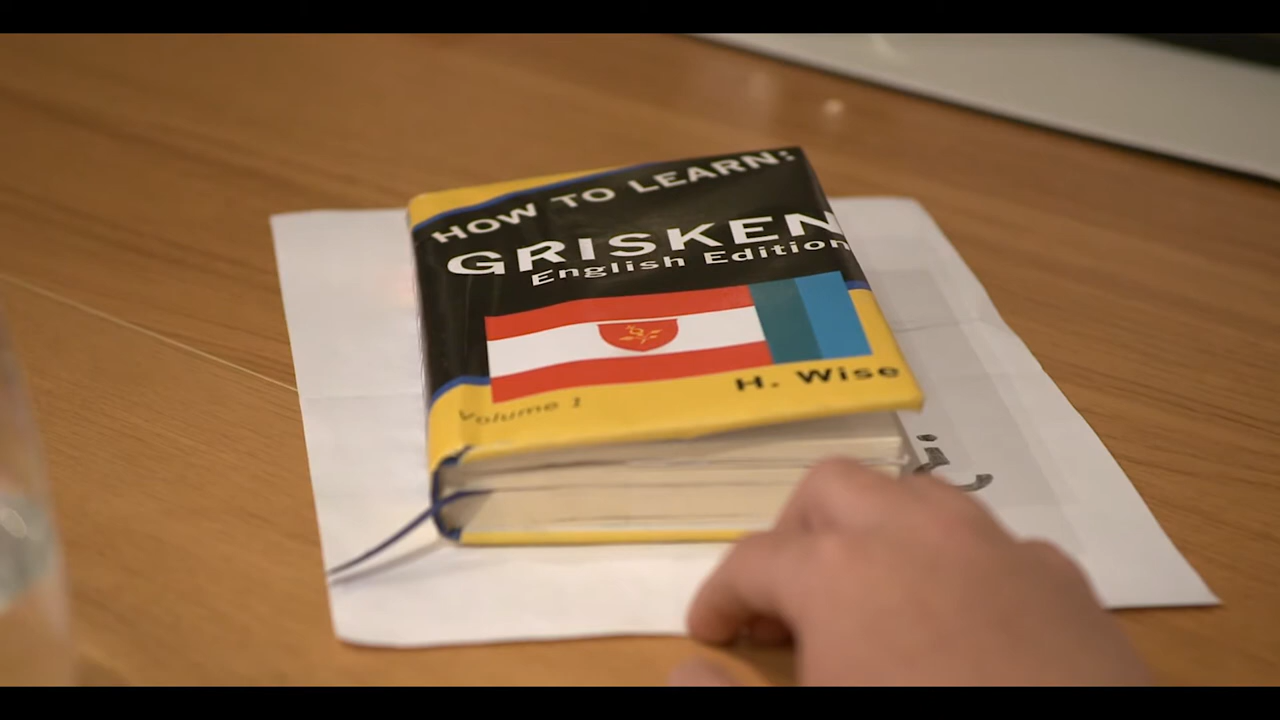 HOW TO LEARN:
GRISKEN
English Edition
H. Wise
Volume 1